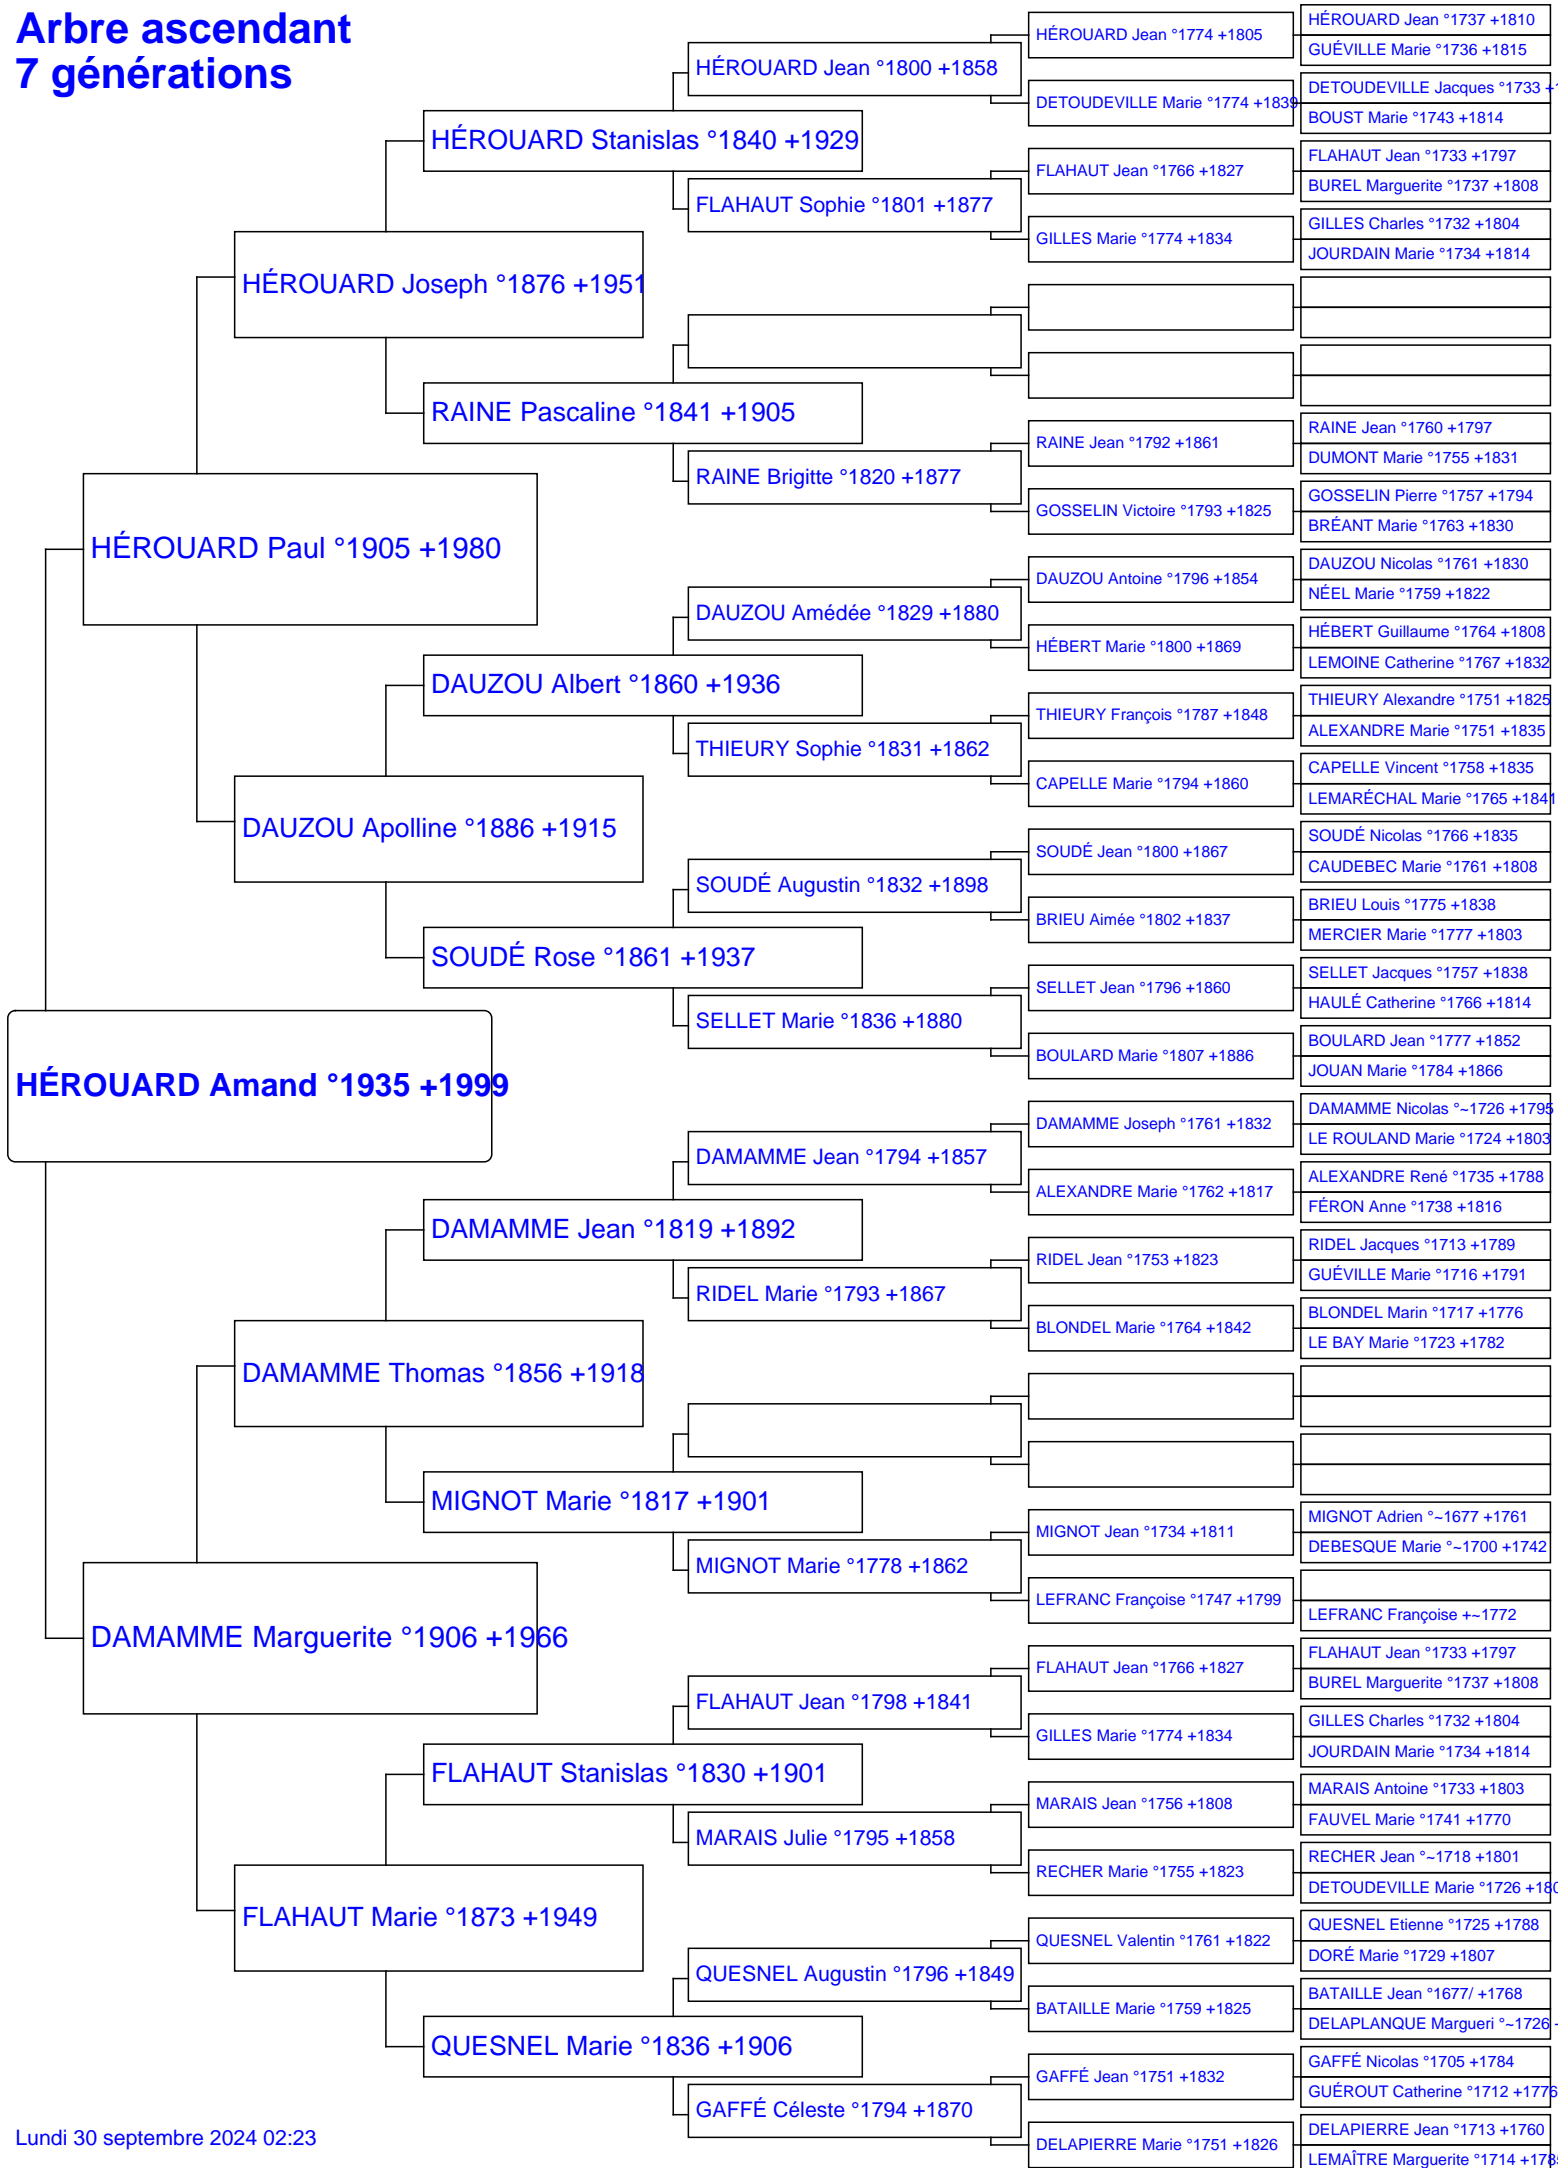 Arbre ascendant
7 générations
HÉROUARD Amand °1935 +1999
HÉROUARD Paul °1905 +1980
DAMAMME Marguerite °1906 +1966
HÉROUARD Joseph °1876 +1951
DAUZOU Apolline °1886 +1915
DAMAMME Thomas °1856 +1918
FLAHAUT Marie °1873 +1949
HÉROUARD Stanislas °1840 +1929
RAINE Pascaline °1841 +1905
DAUZOU Albert °1860 +1936
SOUDÉ Rose °1861 +1937
DAMAMME Jean °1819 +1892
MIGNOT Marie °1817 +1901
FLAHAUT Stanislas °1830 +1901
QUESNEL Marie °1836 +1906
HÉROUARD Jean °1800 +1858
FLAHAUT Sophie °1801 +1877
RAINE Brigitte °1820 +1877
DAUZOU Amédée °1829 +1880
THIEURY Sophie °1831 +1862
SOUDÉ Augustin °1832 +1898
SELLET Marie °1836 +1880
DAMAMME Jean °1794 +1857
RIDEL Marie °1793 +1867
MIGNOT Marie °1778 +1862
FLAHAUT Jean °1798 +1841
MARAIS Julie °1795 +1858
QUESNEL Augustin °1796 +1849
GAFFÉ Céleste °1794 +1870
HÉROUARD Jean °1774 +1805
DETOUDEVILLE Marie °1774 +1839
FLAHAUT Jean °1766 +1827
GILLES Marie °1774 +1834
RAINE Jean °1792 +1861
GOSSELIN Victoire °1793 +1825
DAUZOU Antoine °1796 +1854
HÉBERT Marie °1800 +1869
THIEURY François °1787 +1848
CAPELLE Marie °1794 +1860
SOUDÉ Jean °1800 +1867
BRIEU Aimée °1802 +1837
SELLET Jean °1796 +1860
BOULARD Marie °1807 +1886
DAMAMME Joseph °1761 +1832
ALEXANDRE Marie °1762 +1817
RIDEL Jean °1753 +1823
BLONDEL Marie °1764 +1842
MIGNOT Jean °1734 +1811
LEFRANC Françoise °1747 +1799
FLAHAUT Jean °1766 +1827
GILLES Marie °1774 +1834
MARAIS Jean °1756 +1808
RECHER Marie °1755 +1823
QUESNEL Valentin °1761 +1822
BATAILLE Marie °1759 +1825
GAFFÉ Jean °1751 +1832
DELAPIERRE Marie °1751 +1826
HÉROUARD Jean °1737 +1810
GUÉVILLE Marie °1736 +1815
DETOUDEVILLE Jacques °1733
BOUST Marie °1743 +1814
FLAHAUT Jean °1733 +1797
BUREL Marguerite °1737 +1808
GILLES Charles °1732 +1804
JOURDAIN Marie °1734 +1814
RAINE Jean °1760 +1797
DUMONT Marie °1755 +1831
GOSSELIN Pierre °1757 +1794
BRÉANT Marie °1763 +1830
DAUZOU Nicolas °1761 +1830
NÉEL Marie °1759 +1822
HÉBERT Guillaume °1764 +1808
LEMOINE Catherine °1767 +1832
THIEURY Alexandre °1751 +1825
ALEXANDRE Marie °1751 +1835
CAPELLE Vincent °1758 +1835
LEMARÉCHAL Marie °1765 +1841
SOUDÉ Nicolas °1766 +1835
CAUDEBEC Marie °1761 +1808
BRIEU Louis °1775 +1838
MERCIER Marie °1777 +1803
SELLET Jacques °1757 +1838
HAULÉ Catherine °1766 +1814
BOULARD Jean °1777 +1852
JOUAN Marie °1784 +1866
DAMAMME Nicolas °~1726 +1795
LE ROULAND Marie °1724 +1803
ALEXANDRE René °1735 +1788
FÉRON Anne °1738 +1816
RIDEL Jacques °1713 +1789
GUÉVILLE Marie °1716 +1791
BLONDEL Marin °1717 +1776
LE BAY Marie °1723 +1782
MIGNOT Adrien °~1677 +1761
DEBESQUE Marie °~1700 +1742
LEFRANC Françoise +~1772
FLAHAUT Jean °1733 +1797
BUREL Marguerite °1737 +1808
GILLES Charles °1732 +1804
JOURDAIN Marie °1734 +1814
MARAIS Antoine °1733 +1803
FAUVEL Marie °1741 +1770
RECHER Jean °~1718 +1801
DETOUDEVILLE Marie °1726
QUESNEL Etienne °1725 +1788
DORÉ Marie °1729 +1807
BATAILLE Jean °1677/ +1768
DELAPLANQUE Margueri °~1726
GAFFÉ Nicolas °1705 +1784
GUÉROUT Catherine °1712 +1776
DELAPIERRE Jean °1713 +1760
LEMAÎTRE Marguerite °1714 +1785
Lundi 30 septembre 2024 02:23